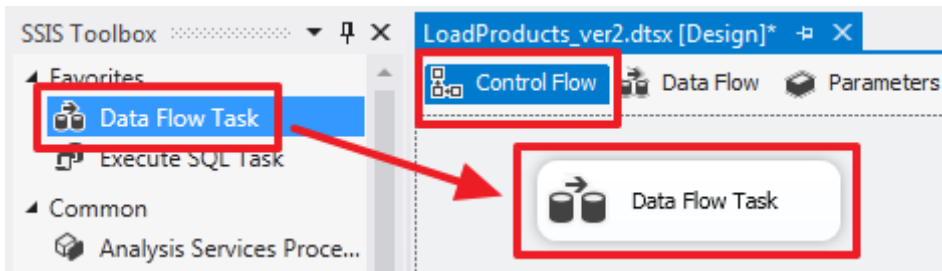 SSIS Toolbox
LoadProducts_ver2.dtsx [Design]*
Favorites
Control Flow
Data Flow
Parameters
Data Flow Task
Execute SQL Task
Data Flow Task
Common
Analysis Services Proce...